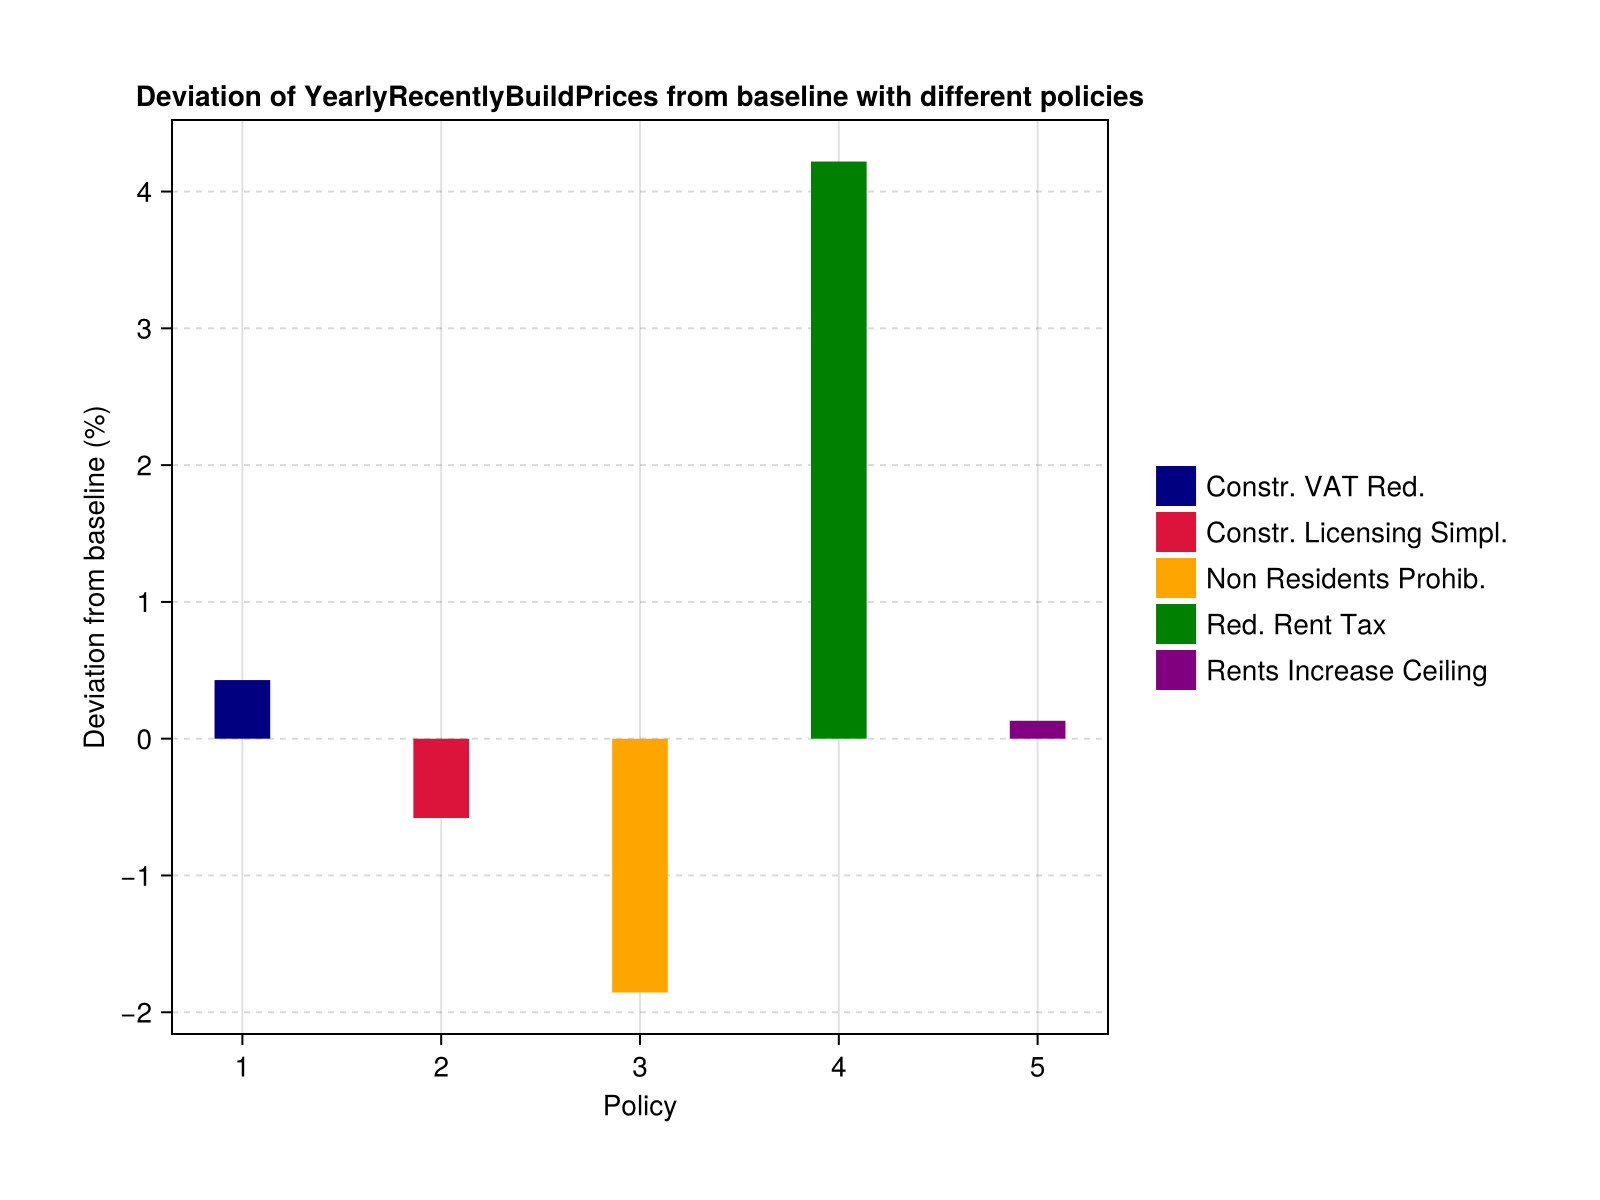 Deviation of YearlyRecentlyBuildPrices from baseline with different policies
Deviation from baseline (%)
4
3
2
1
0
−1
−2
1 2 3 4 5
Policy
Constr. VAT Red.
Constr. Licensing Simpl.
Non Residents Prohib.
Red. Rent Tax
Rents Increase Ceiling